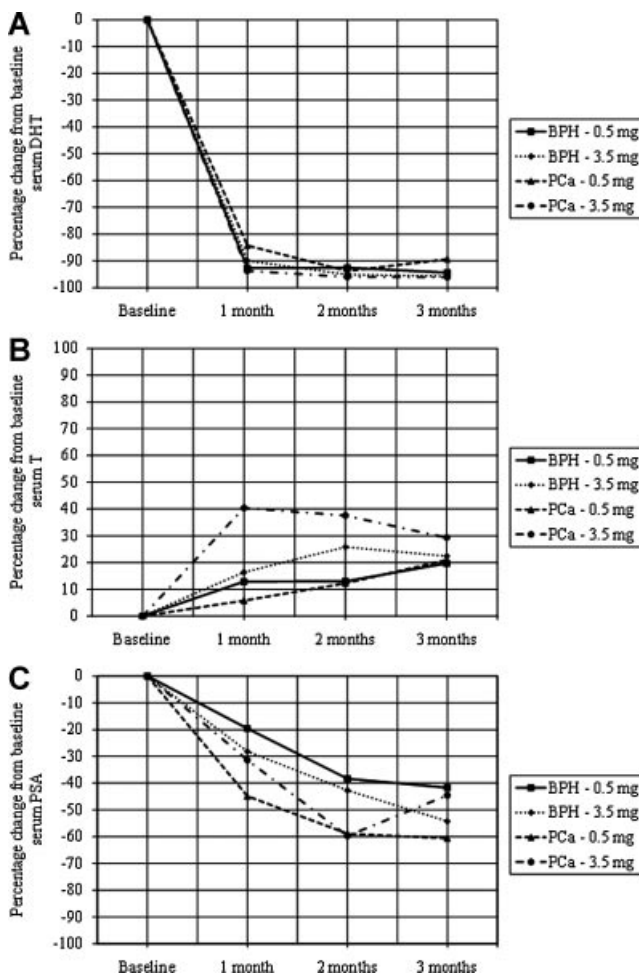 A
Percentage change from baseline
serum DHT
0
-10
-20
-30
-40
-50
-60
-70
-80
-90
-100
Baseline
1 month
2 months
3 months
BPH - 0.5 mg
BPH - 3.5 mg
PCa - 0.5 mg
PCa - 3.5 mg
B
Percentage change from baseline
serum T
100
90
80
70
60
50
40
30
20
10
0
Baseline
1 month
2 months
3 months
BPH - 0.5 mg
BPH - 3.5 mg
PCa - 0.5 mg
PCa - 3.5 mg
C
Percentage change from baseline
serum PSA
0
-10
-20
-30
-40
-50
-60
-70
-80
-90
-100
Baseline
1 month
2 months
3 months
BPH - 0.5 mg
BPH - 3.5 mg
PCa - 0.5 mg
PCa - 3.5 mg